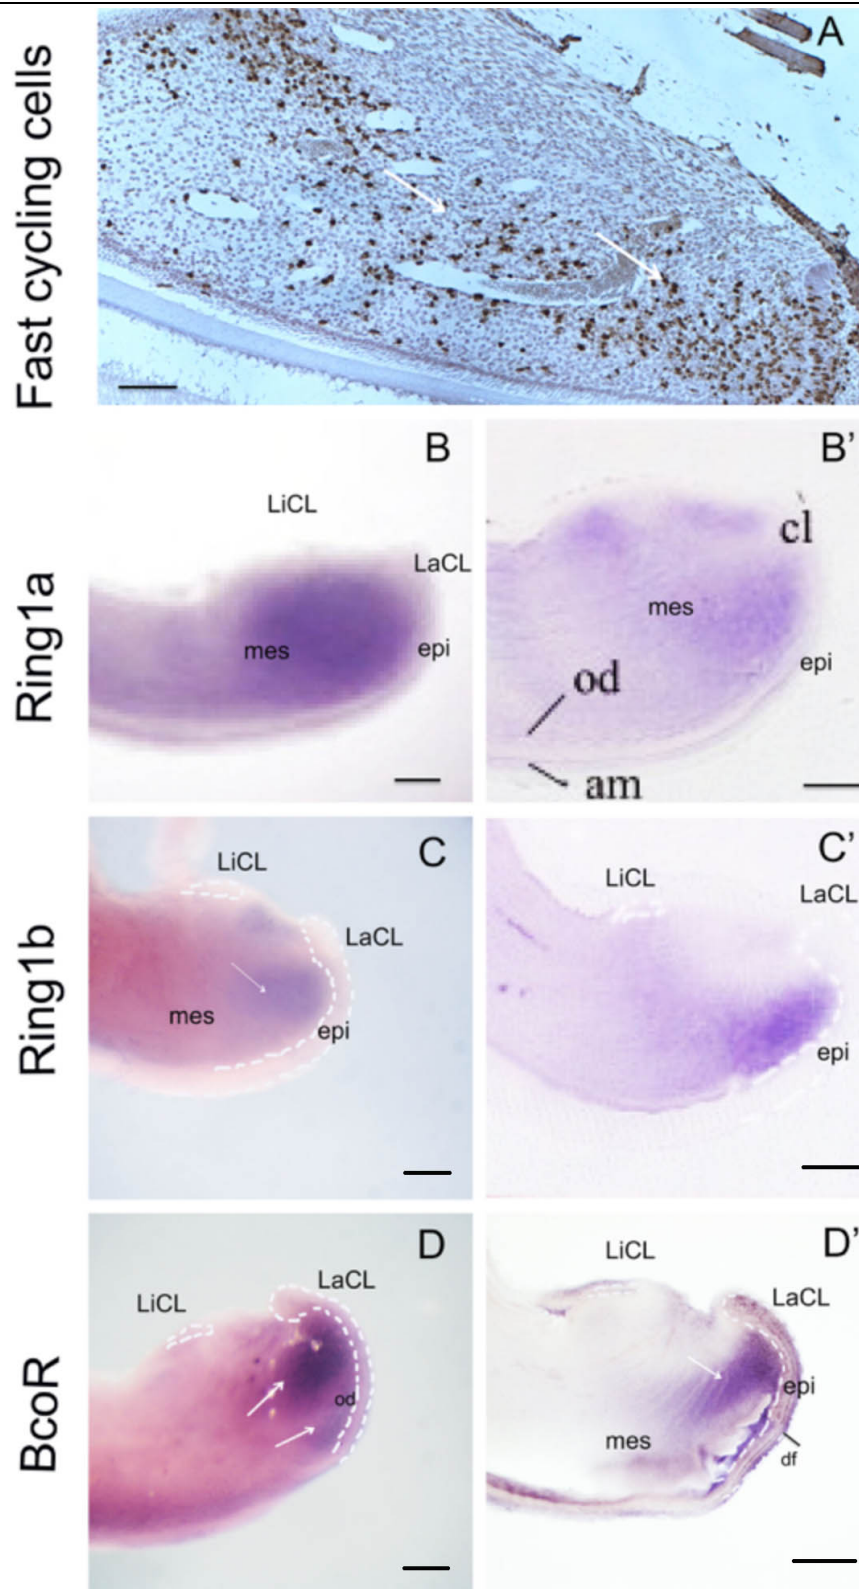 Fast cycling cells
A
Ring1a
B
LiCL
LaCL
mes
epi
B’
cl
mes
epi
od
am
Ring1b
C
LiCL
LaCL
mes
epi
C’
LiCL
LaCL
epi
BcoR
D
LaCL
LiCL
od
D’
LiCL
LaCL
epi
mes
df